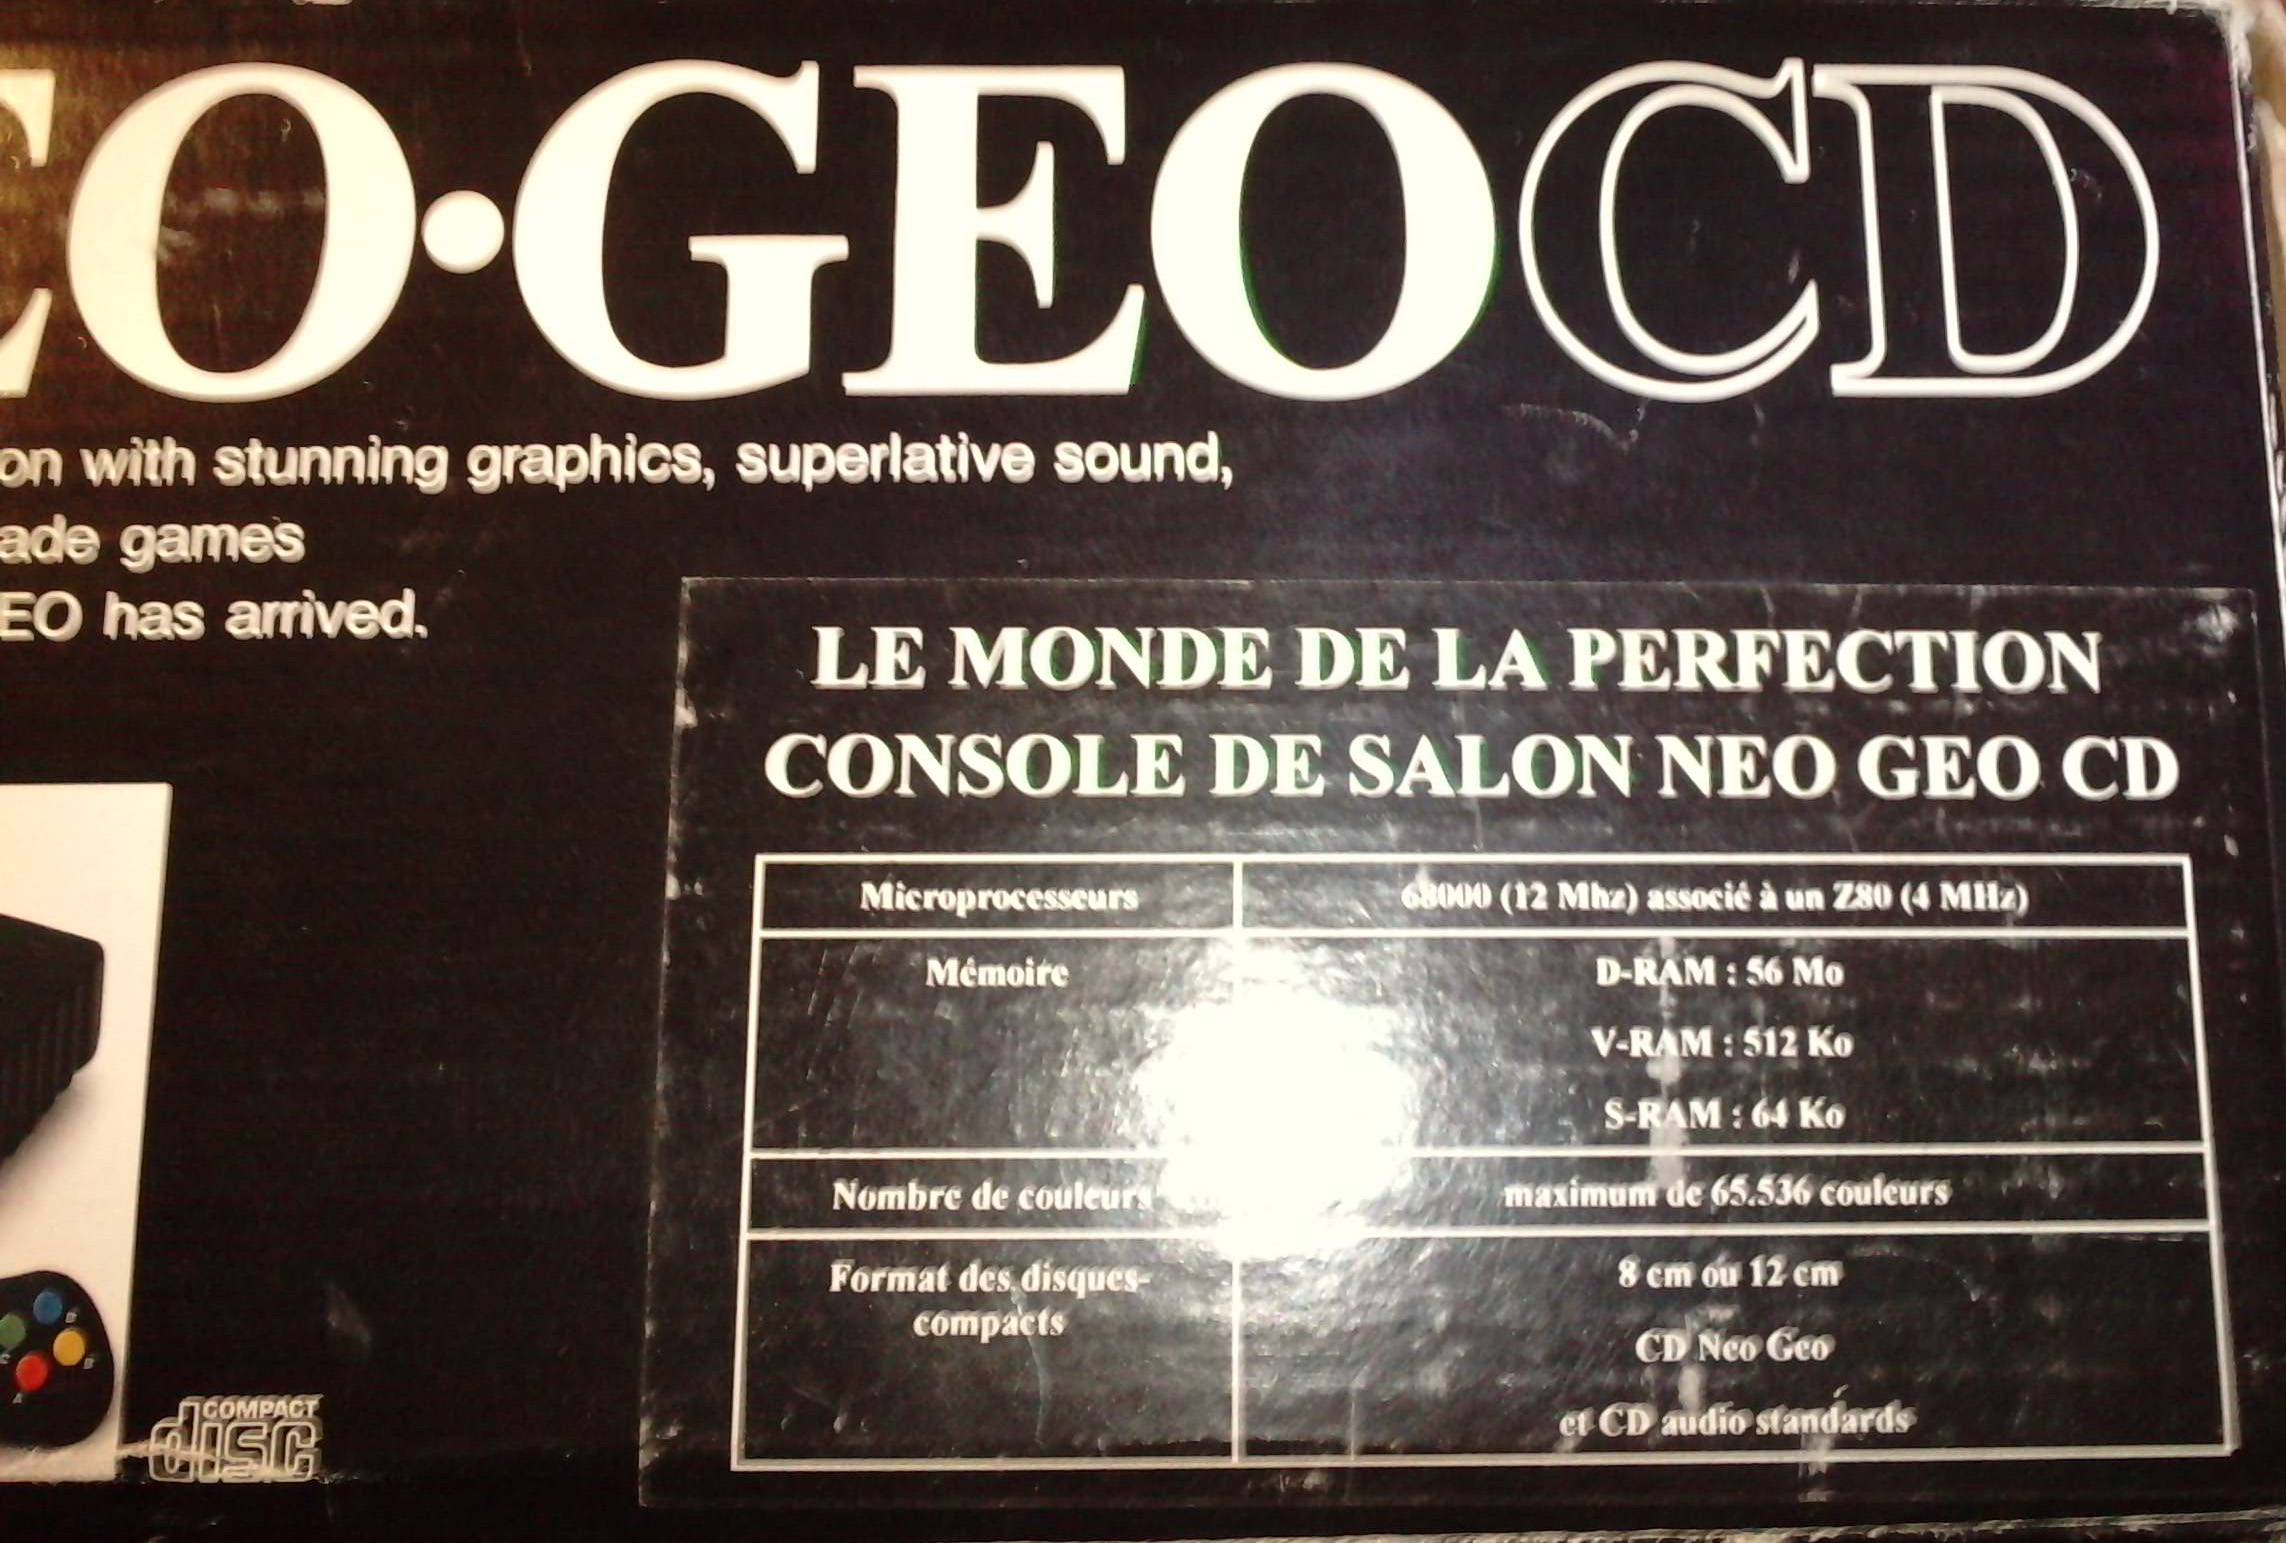 EO·GEO CD
on with stunning graphics, superlative sound,
ade games
EO has arrived.
LE MONDE DE LA PERFECTION
CONSOLE DE SALON NEO GEO CD
Microprocesseurs 68000 (12 Mhz) associé à un Z80 (4 MHz)
Mémoire D-RAM : 56 Mo
V-RAM : 512 Ko
S-RAM : 64 Ko
Nombre de couleurs maximum de 65.536 couleurs
Format des disques- 8 cm ou 12 cm
compacts
CD Neo Geo
et CD audio standards
D
C
B
A
COMPACT
disc